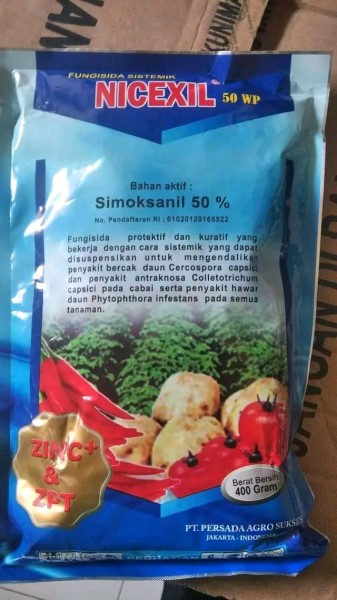 FUNGISIDA SISTEMIK
NICEXIL 50 WP
Bahan aktif :
Simoksanil 50 %
No. Pendaftaran RI : 01020120165522
Fungisida protektif dan kuratif yang
bekerja dengan cara sistemik yang dapat
disuspensikan untuk mengendalikan
penyakit bercak daun Cercospora capsici
dan penyakit antraknosa Colletotrichum
capsici pada cabai serta penyakit hawar
daun Phytophthora infestans pada semua
tanaman.
ZINC+
&
ZPT
Berat Bersih
400 Gram
PT. PERSADA AGRO SUKSES
JAKARTA - INDONESIA